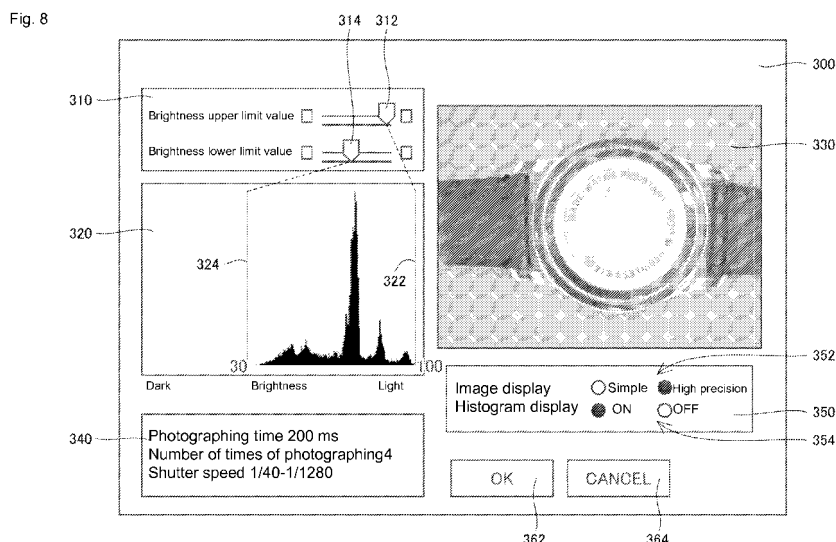 Fig. 8
314
312
300
310
Brightness upper limit value
Brightness lower limit value
330
320
324
322
30
100
Dark
Brightness
Light
352
Image display
Simple
High precision
Histogram display
ON
OFF
350
354
340
Photographing time 200 ms
Number of times of photographing4
Shutter speed 1/40-1/1280
OK
CANCEL
362
364